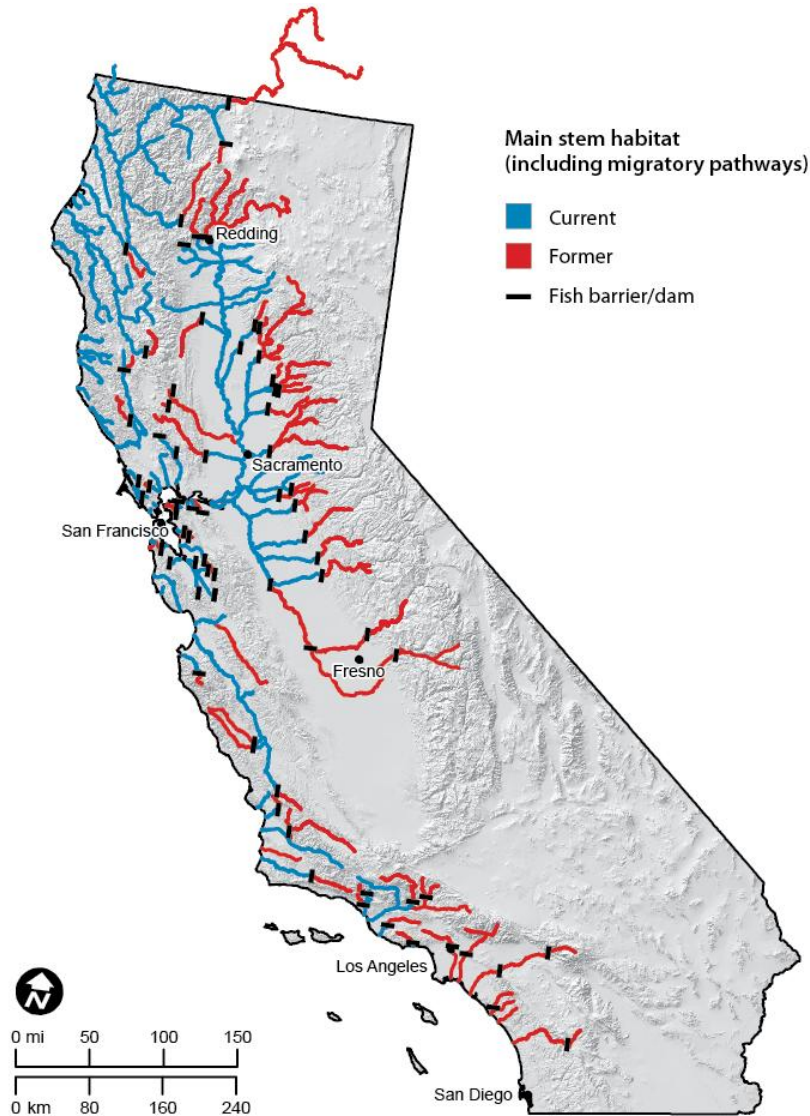 Main stem habitat
(including migratory pathways)
Current
Former
Fish barrier/dam
Redding
Sacramento
San Francisco
Fresno
Los Angeles
San Diego
N
0 mi 50 100 150
0 km 80 160 240